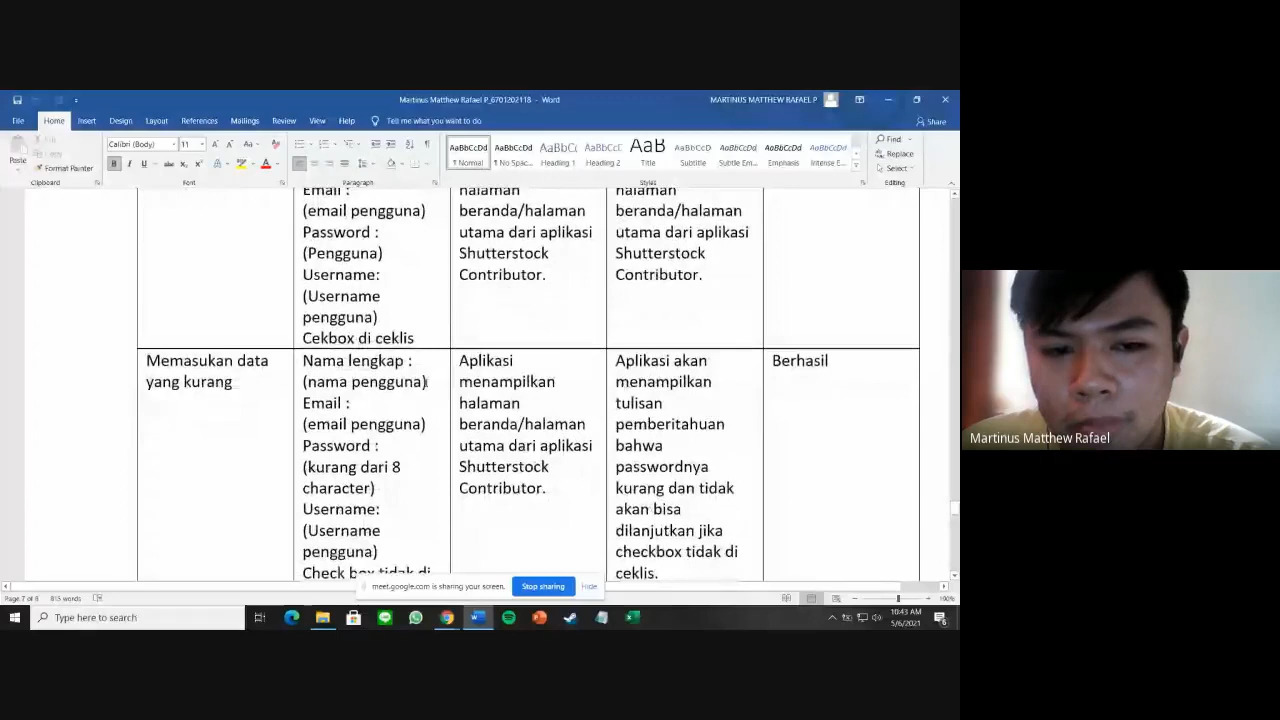 Martinus Matthew Rafael P_6701202118 - Word
MARTINUS MATTHEW RAFAEL P
File Home Insert Design Layout References Mailings Review View Help Tell me what you want to do
Share
Paste
Format Painter
Calibri (Body) 11
AaBbCcDd AaBbCcDd AaBbCc AaBbCcD AaB AaBbCcD AaBbCcDd AaBbCcDd AaBbCcDd
¶ Normal ¶ No Spac... Heading 1 Heading 2 Title Subtitle Subtle Em... Emphasis Intense E...
Find
Replace
Select
Clipboard Font Paragraph Styles Editing
Email :
(email pengguna)
Password :
(Pengguna)
Username:
(Username
pengguna)
Cekbox di ceklis
halaman
beranda/halaman
utama dari aplikasi
Shutterstock
Contributor.
halaman
beranda/halaman
utama dari aplikasi
Shutterstock
Contributor.
Memasukan data
yang kurang
Nama lengkap :
(nama pengguna)
Email :
(email pengguna)
Password :
(kurang dari 8
character)
Username:
(Username
pengguna)
Check box tidak di
Aplikasi
menampilkan
halaman
beranda/halaman
utama dari aplikasi
Shutterstock
Contributor.
Aplikasi akan
menampilkan
tulisan
pemberitahuan
bahwa
passwordnya
kurang dan tidak
akan bisa
dilanjutkan jika
checkbox tidak di
ceklis.
Berhasil
meet.google.com is sharing your screen. Stop sharing Hide
815 words
Type here to search
10:43 AM
5/6/2021
Martinus Matthew Rafael